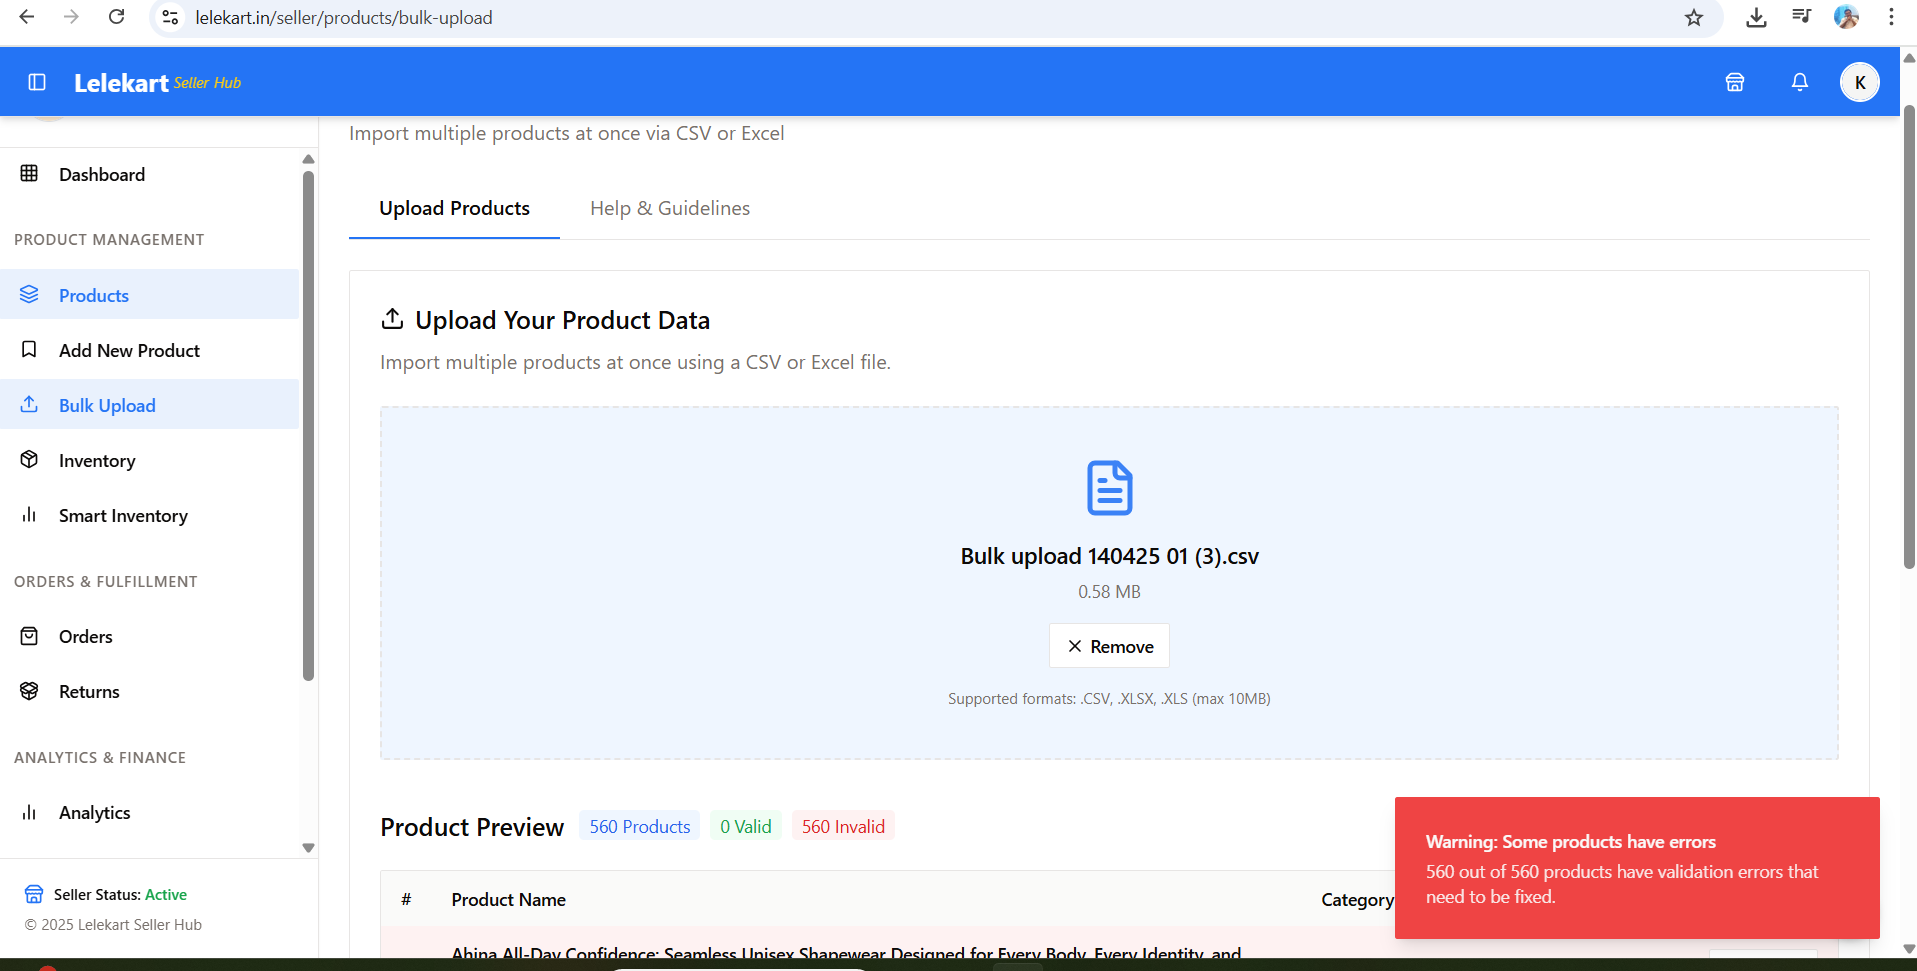 lelekart.in/seller/products/bulk-upload
Lelekart Seller Hub
K
Import multiple products at once via CSV or Excel
Dashboard
PRODUCT MANAGEMENT
Products
Add New Product
Bulk Upload
Inventory
Smart Inventory
ORDERS & FULFILLMENT
Orders
Returns
ANALYTICS & FINANCE
Analytics
Seller Status: Active
© 2025 Lelekart Seller Hub
Upload Products
Help & Guidelines
Upload Your Product Data
Import multiple products at once using a CSV or Excel file.
Bulk upload 140425 01 (3).csv
0.58 MB
Remove
Supported formats: .CSV, .XLSX, .XLS (max 10MB)
Product Preview 560 Products 0 Valid 560 Invalid
# Product Name Category
Ahina All-Day Confidence: Seamless Unisex Shapewear Designed for Every Body, Every Identity, and
Warning: Some products have errors
560 out of 560 products have validation errors that
need to be fixed.